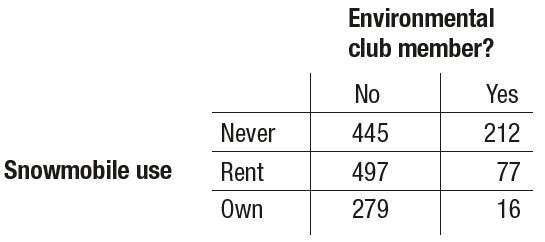 Environmental
club member?
No Yes
Never 445 212
Snowmobile use Rent 497 77
Own 279 16